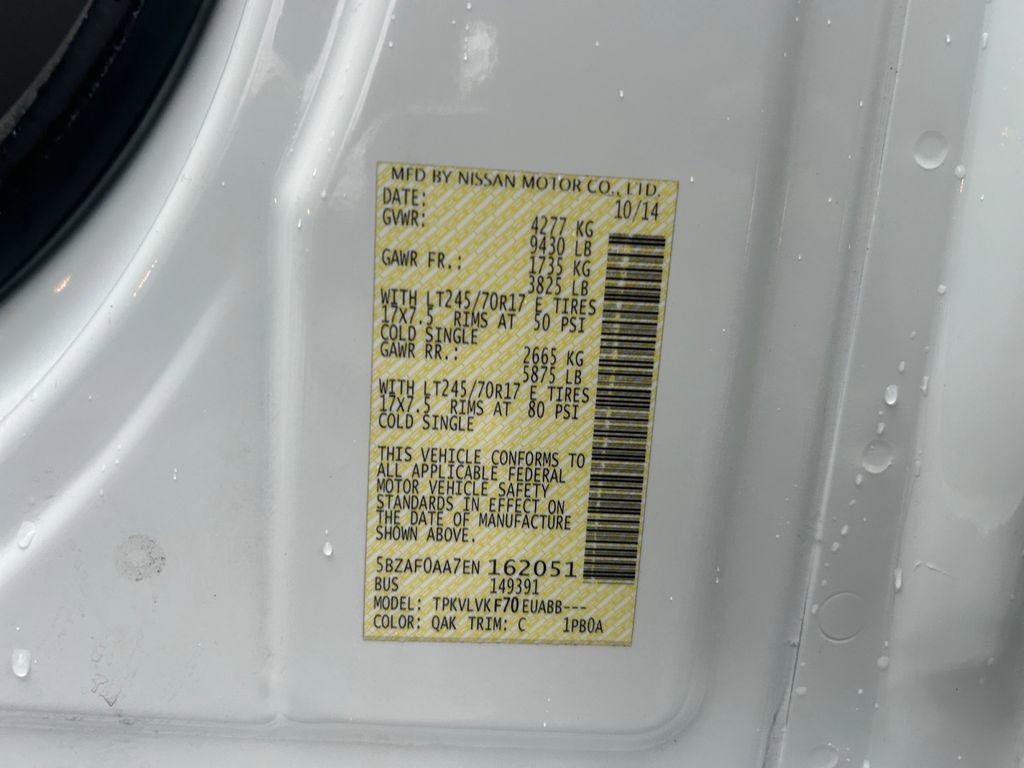 MFD BY NISSAN MOTOR CO., LTD.
DATE: 10/14
GVWR: 4277 KG
9430 LB
GAWR FR.: 1735 KG
3825 LB
WITH LT245/70R17 E TIRES
17X7.5 RIMS AT 50 PSI
COLD SINGLE
GAWR RR.: 2665 KG
5875 LB
WITH LT245/70R17 E TIRES
17X7.5 RIMS AT 80 PSI
COLD SINGLE
THIS VEHICLE CONFORMS TO
ALL APPLICABLE FEDERAL
MOTOR VEHICLE SAFETY
STANDARDS IN EFFECT ON
THE DATE OF MANUFACTURE
SHOWN ABOVE.
5BZAF0AA7EN 162051
BUS 149391
MODEL: TPKVLVKF70EUABB---
COLOR: QAK TRIM: C 1PB0A